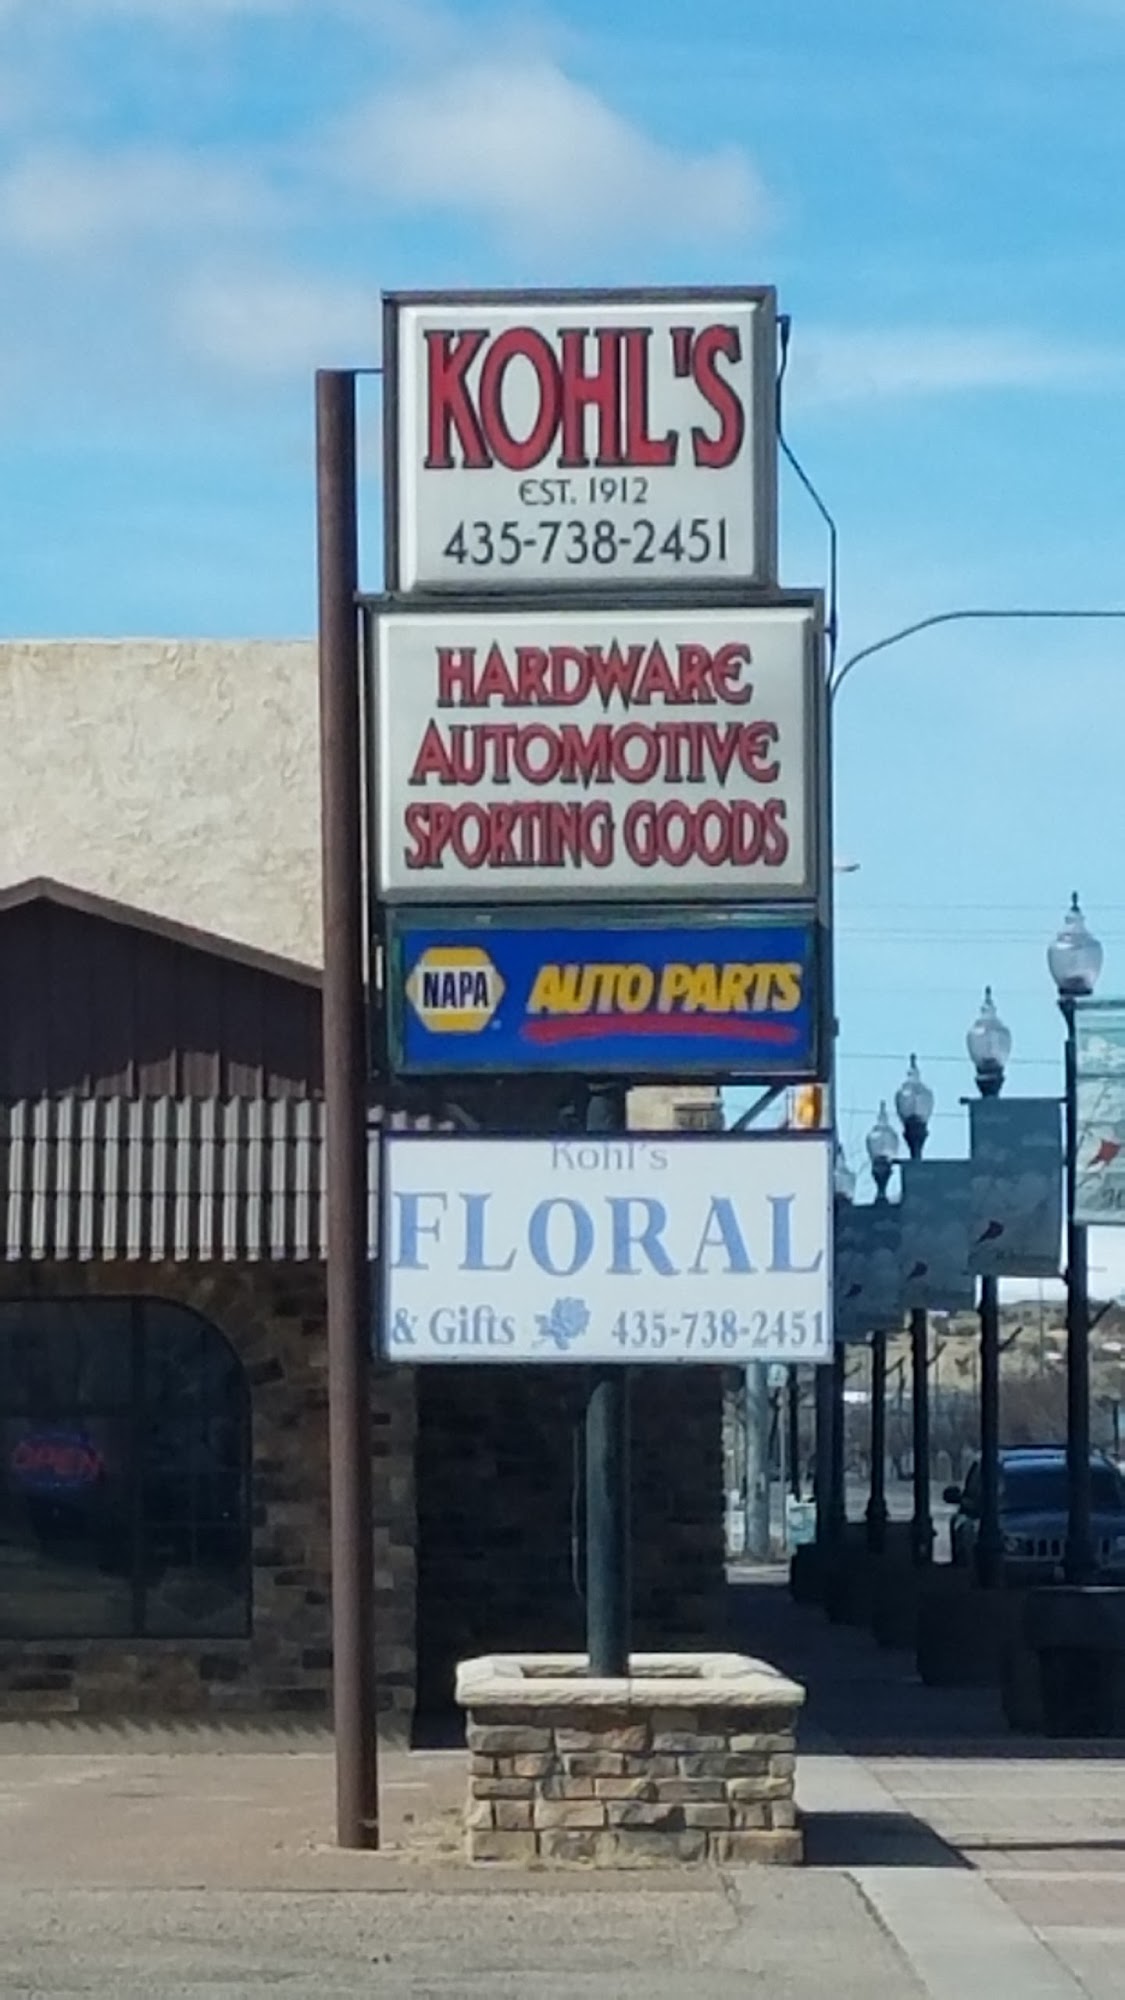 KOHL'S
EST. 1912
435-738-2451
HARDWARE
AUTOMOTIVE
SPORTING GOODS
NAPA AUTO PARTS
Kohl's
FLORAL
& Gifts 435-738-2451
OPEN